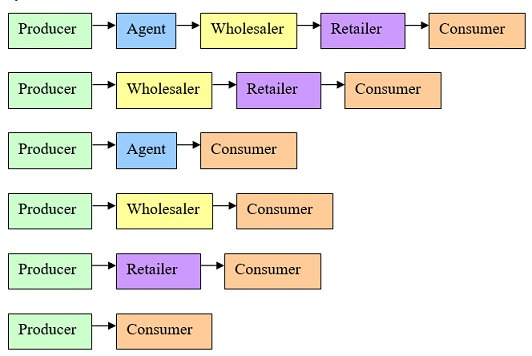 Producer Agent Wholesaler Retailer Consumer
Producer Wholesaler Retailer Consumer
Producer Agent Consumer
Producer Wholesaler Consumer
Producer Retailer Consumer
Producer Consumer